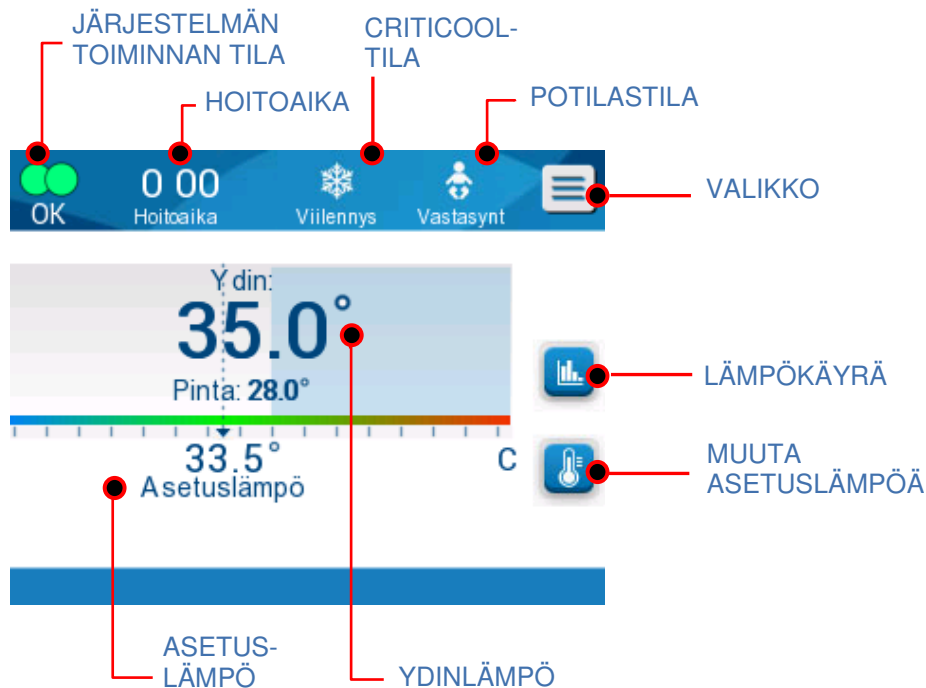 JÄRJESTELMÄN
TOIMINNAN TILA
CRITICOOL-
TILA
HOITOAIKA
POTILASTILA
OK
0 00
Hoitoaika
Viilennys
Vastasynt
VALIKKO
Ydin:
35.0°
Pinta: 28.0°
LÄMPÖKÄYRÄ
33.5°
C
Asetuslämpö
MUUTA
ASETUSLÄMPÖÄ
ASETUS-
LÄMPÖ
YDINLÄMPÖ